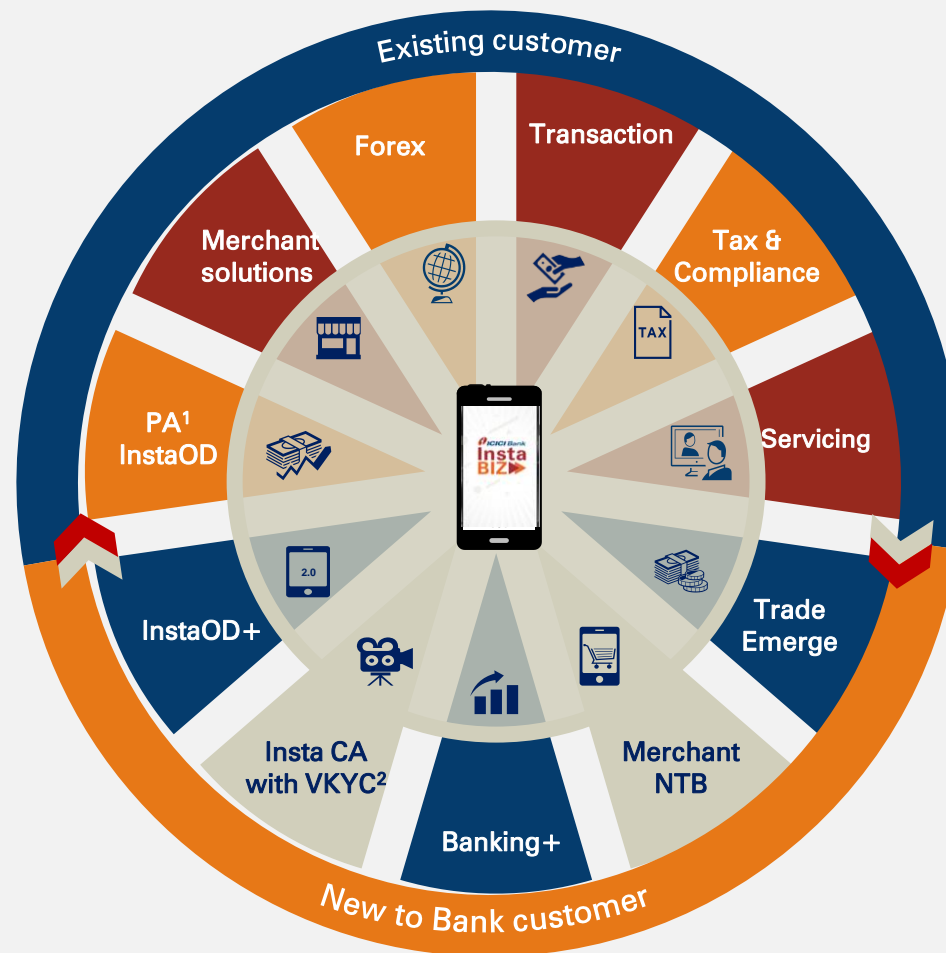 Existing customer
Forex
Transaction
Merchant
solutions
Tax &
Compliance
TAX
PA¹
InstaOD
Servicing
ICICI Bank
Insta
BIZ
2.0
InstaOD+
Trade
Emerge
Insta CA
with VKYC²
Merchant
NTB
Banking+
New to Bank customer